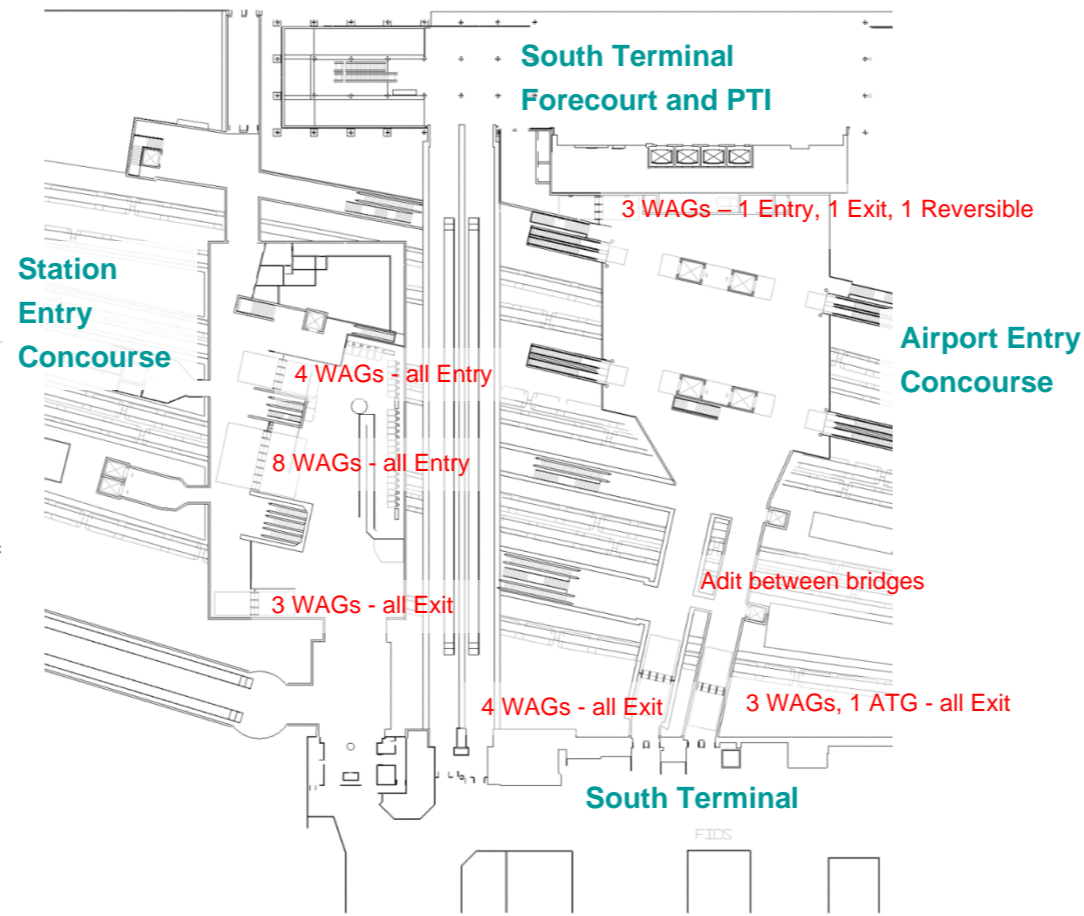 South Terminal
Forecourt and PTI
3 WAGs – 1 Entry, 1 Exit, 1 Reversible
Station
Entry
Concourse
Airport Entry
Concourse
4 WAGs - all Entry
8 WAGs - all Entry
Adit between bridges
3 WAGs - all Exit
4 WAGs - all Exit
3 WAGs, 1 ATG - all Exit
South Terminal
FIDS